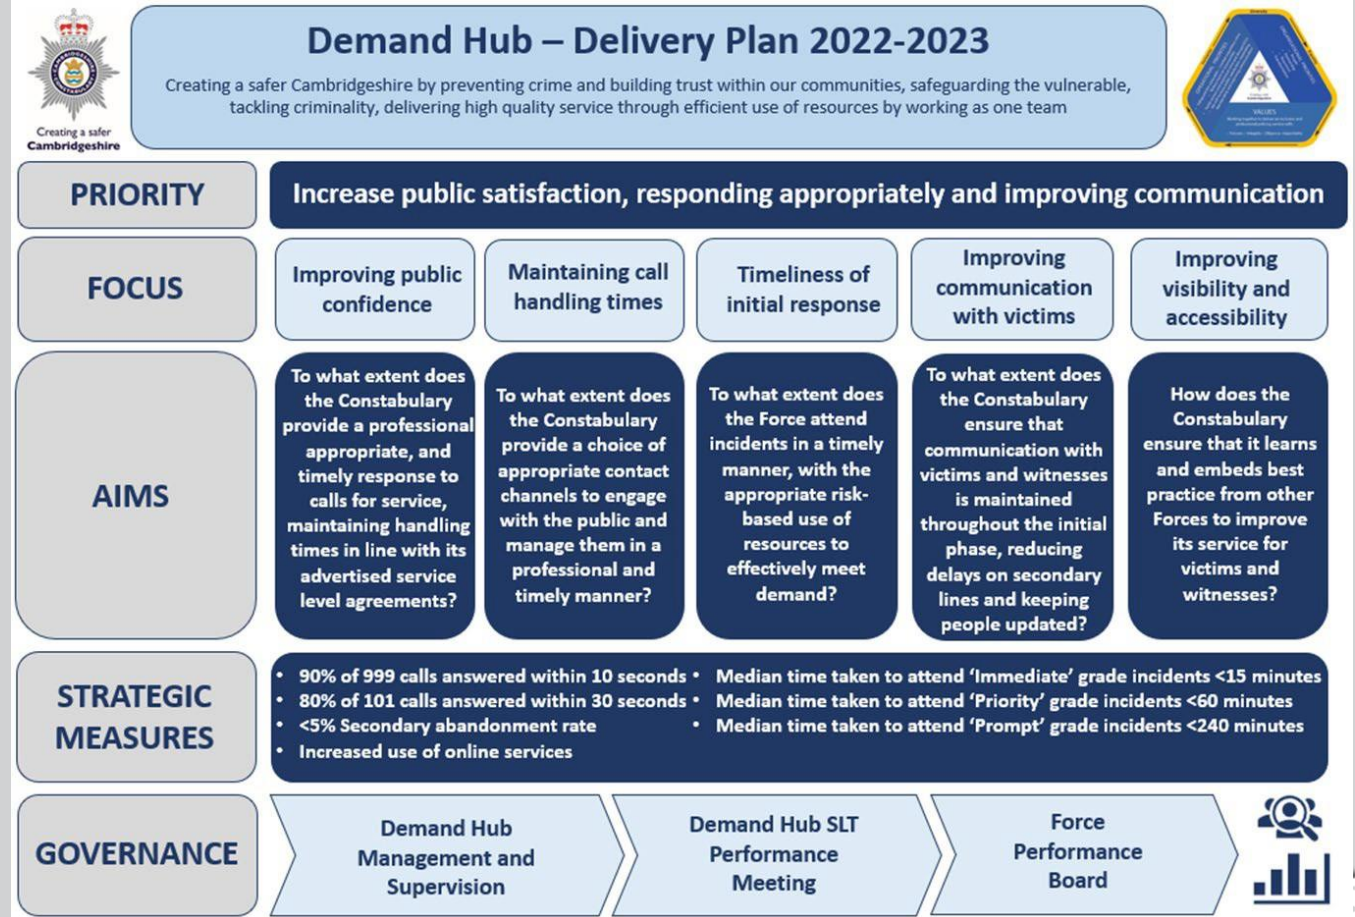 Demand Hub – Delivery Plan 2022-2023
Creating a safer Cambridgeshire by preventing crime and building trust within our communities, safeguarding the vulnerable,
tackling criminality, delivering high quality service through efficient use of resources by working as one team
Creating a safer
Cambridgeshire
VALUES
PRIORITY
Increase public satisfaction, responding appropriately and improving communication
FOCUS
Improving public
confidence
Maintaining call
handling times
Timeliness of
initial response
Improving
communication
with victims
Improving
visibility and
accessibility
AIMS
To what extent does
the Constabulary
provide a professional
appropriate, and
timely response to
calls for service,
maintaining handling
times in line with its
advertised service
level agreements?
To what extent does
the Constabulary
provide a choice of
appropriate contact
channels to engage
with the public and
manage them in a
professional and
timely manner?
To what extent does
the Force attend
incidents in a timely
manner, with the
appropriate risk-
based use of
resources to
effectively meet
demand?
To what extent does
the Constabulary
ensure that
communication with
victims and witnesses
is maintained
throughout the initial
phase, reducing
delays on secondary
lines and keeping
people updated?
How does the
Constabulary
ensure that it learns
and embeds best
practice from other
Forces to improve
its service for
victims and
witnesses?
STRATEGIC
MEASURES
• 90% of 999 calls answered within 10 seconds
• 80% of 101 calls answered within 30 seconds
• <5% Secondary abandonment rate
• Increased use of online services
• Median time taken to attend ‘Immediate’ grade incidents <15 minutes
• Median time taken to attend ‘Priority’ grade incidents <60 minutes
• Median time taken to attend ‘Prompt’ grade incidents <240 minutes
GOVERNANCE
Demand Hub
Management and
Supervision
Demand Hub SLT
Performance
Meeting
Force
Performance
Board